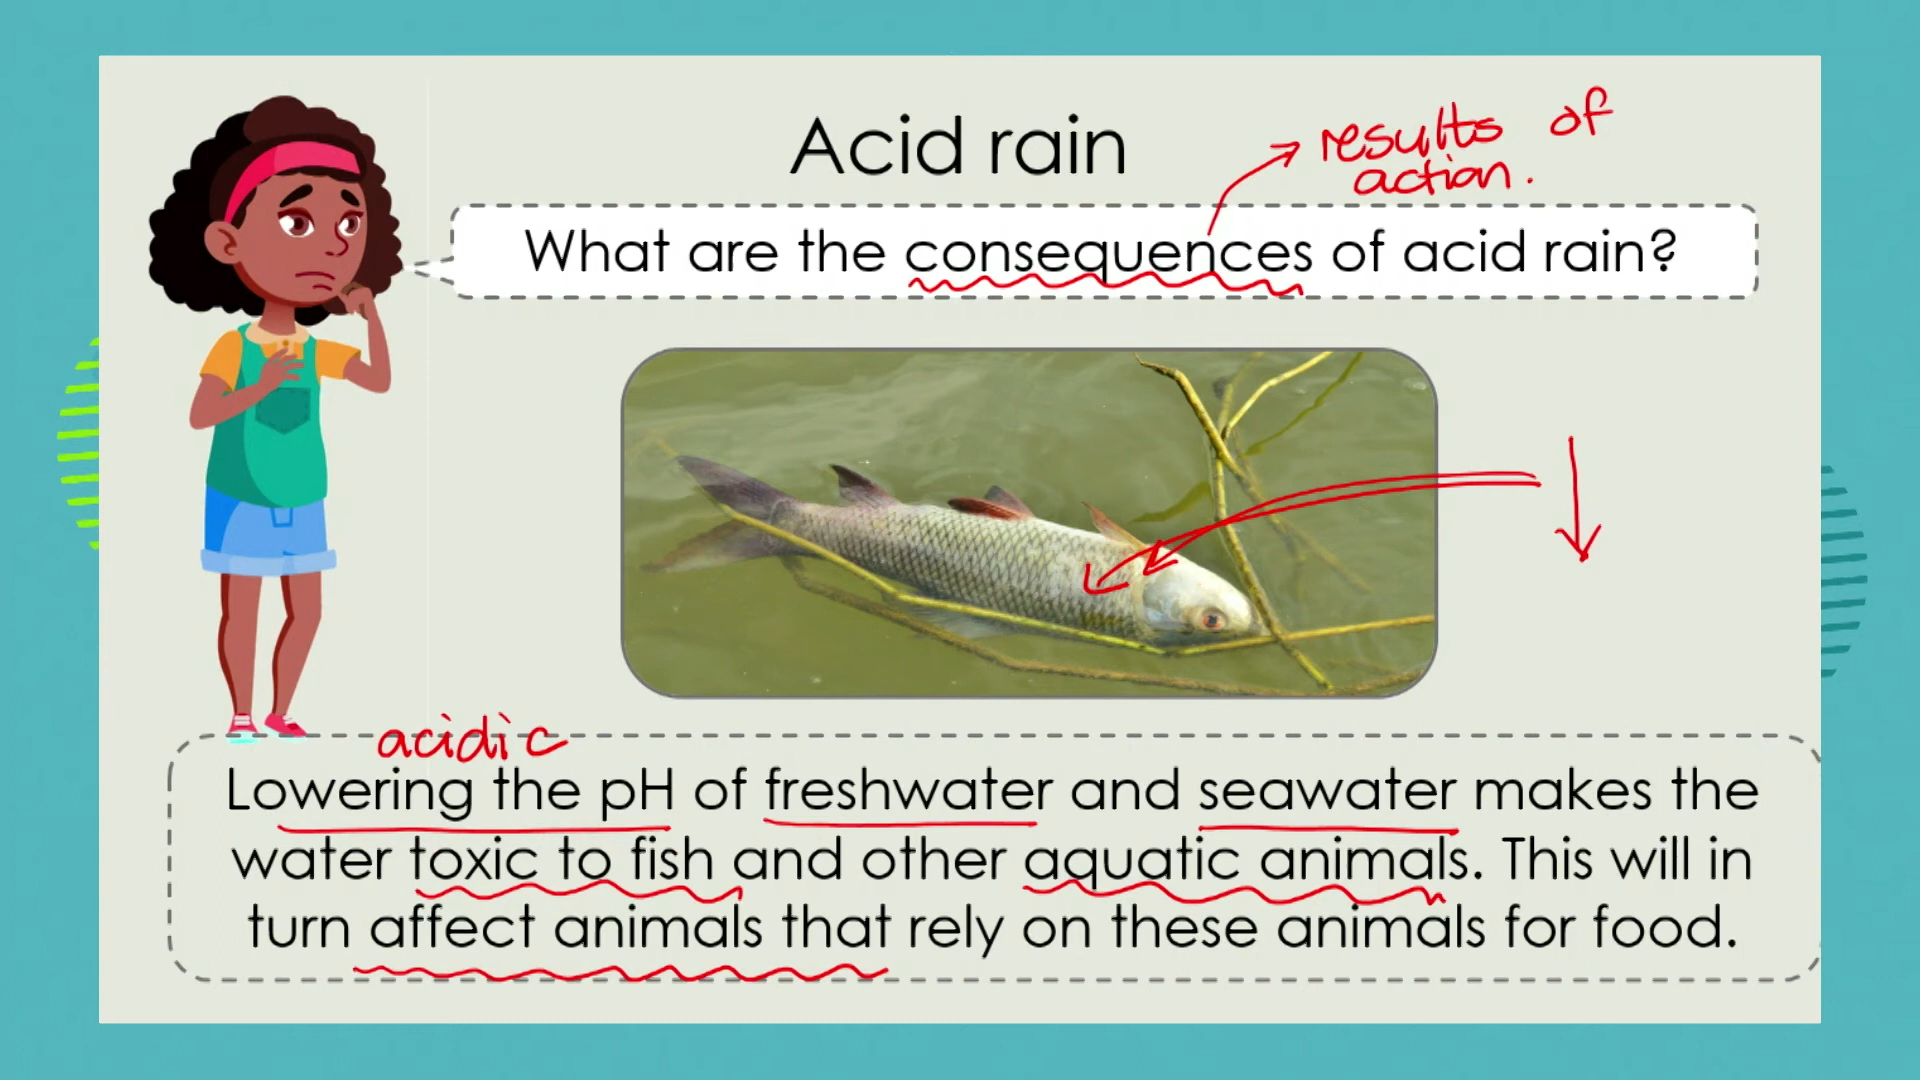 Acid rain
results of
action.
What are the consequences of acid rain?
acidic
Lowering the pH of freshwater and seawater makes the
water toxic to fish and other aquatic animals. This will in
turn affect animals that rely on these animals for food.